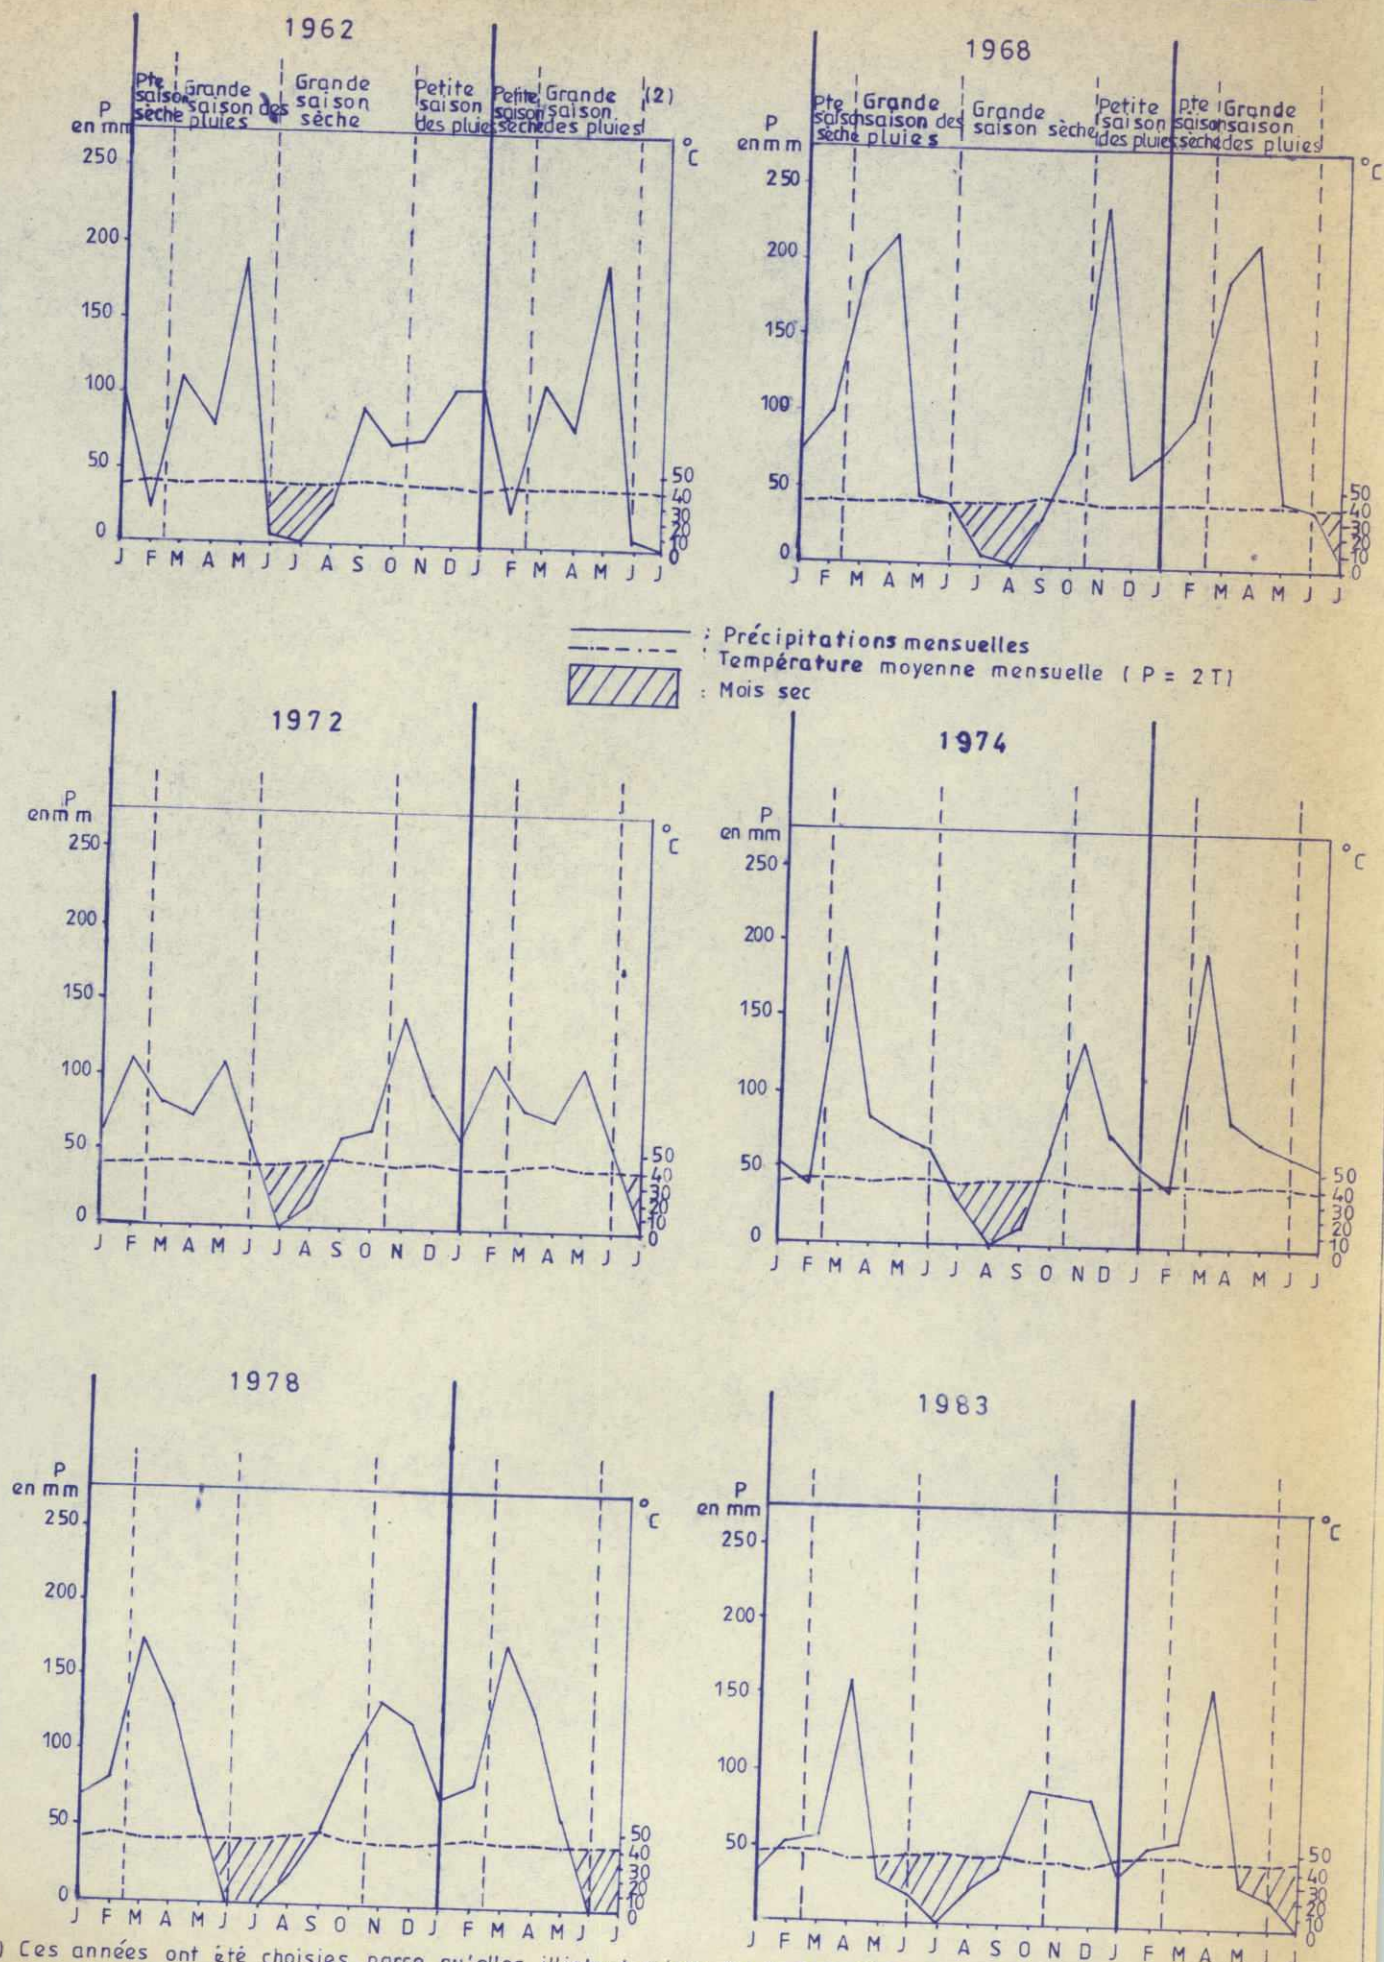 1962
Pte saison sèche
Grande saison des pluies
Grande saison sèche
Petite saison des pluies
Petite saison sèche
Grande saison des pluies
(2)
P
en mm
°C
250
200
150
100
50
0
50
40
30
20
10
0
J F M A M J J A S O N D J F M A M J J
1968
Pte saison sèche
Grande saison des pluies
Grande saison sèche
Petite saison des pluies
pte saison sèche
Grande saison des pluies
P
en mm
°C
250
200
150
100
50
0
50
40
30
20
10
0
J F M A M J J A S O N D J F M A M J J
: Précipitations mensuelles
: Température moyenne mensuelle ( P = 2 T)
: Mois sec
1972
P
en mm
°C
250
200
150
100
50
0
50
40
30
20
10
0
J F M A M J J A S O N D J F M A M J J
1974
P
en mm
°C
250
200
150
100
50
0
50
40
30
20
10
0
J F M A M J J A S O N D J F M A M J J
1978
P
en mm
°C
250
200
150
100
50
0
50
40
30
20
10
0
J F M A M J J A S O N D J F M A M J J
1983
P
en mm
°C
250
200
150
100
50
50
40
30
20
10
0
J F M A M J J A S O N D J F M A M J J
) Ces années ont été choisies parce qu'elles